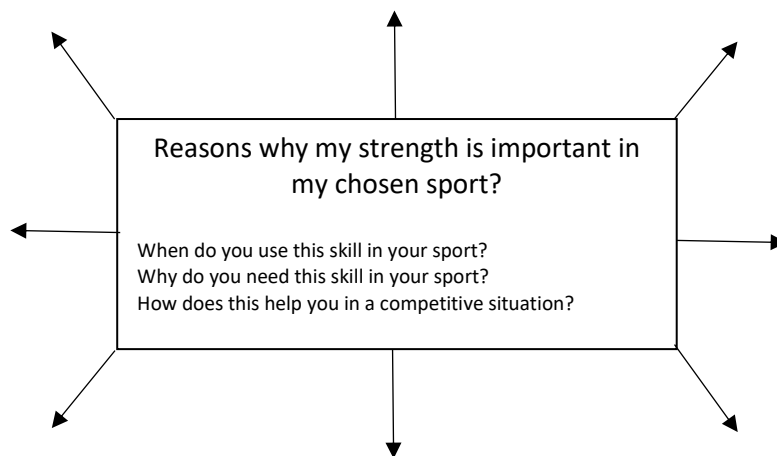 Reasons why my strength is important in
my chosen sport?
When do you use this skill in your sport?
Why do you need this skill in your sport?
How does this help you in a competitive situation?